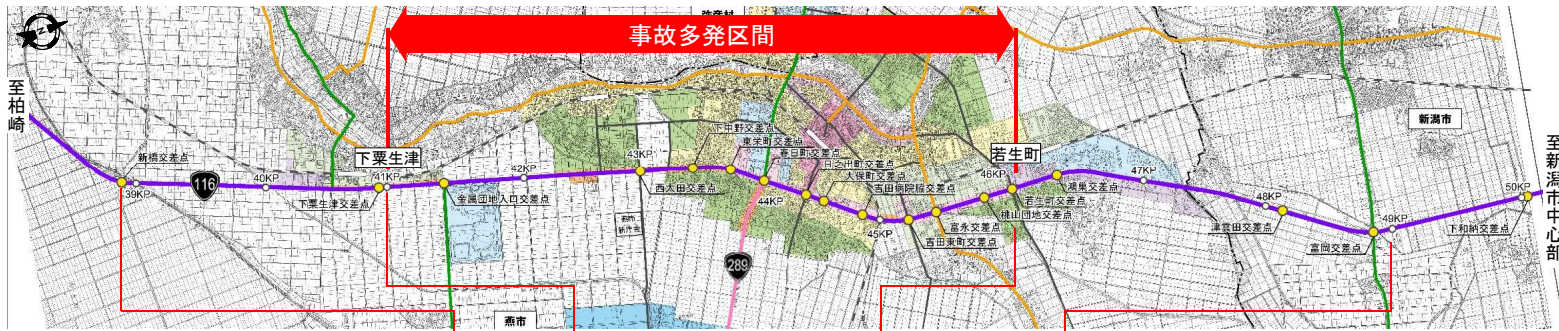 弥彦村
事故多発区間
至柏崎
至新潟市中心部
新潟市
下粟生津
若生町
新橋交差点
39KP
116
40KP
下粟生津交差点
41KP
金属団地入口交差点
42KP
43KP
西太田交差点
下中野交差点
東栄町交差点
春日町交差点
44KP
日之出町交差点
大保町交差点
吉田病院脇交差点
45KP
吉田東町交差点
富永交差点
46KP
桃山団地交差点
若生町交差点
鴻巣交差点
47KP
48KP
津雲田交差点
富岡交差点
49KP
50KP
下和納交差点
燕市
新庁舎
289
燕市